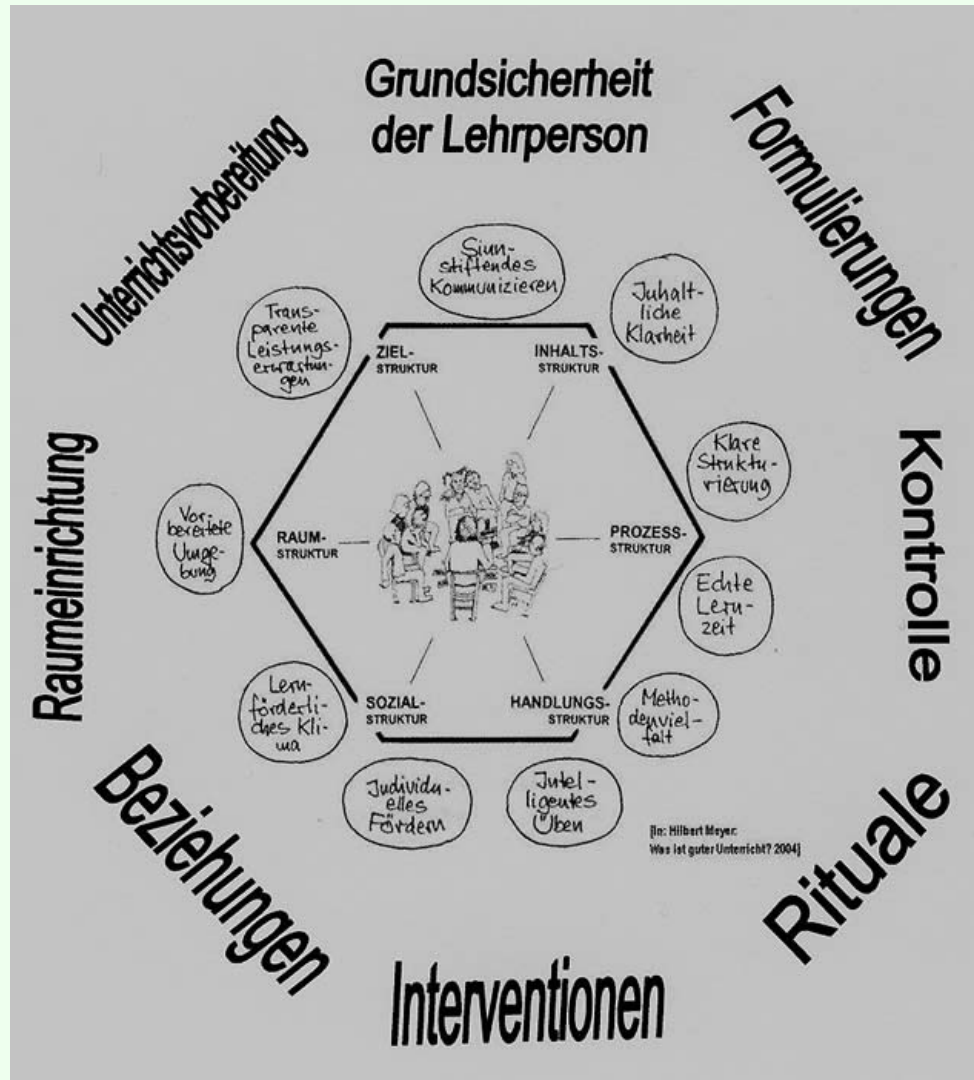 Grundsicherheit
der Lehrperson
Formulierungen
Kontrolle
Rituale
Interventionen
Beziehungen
Raumeinrichtung
Unterrichtsvorbereitung
Sinn-
stiftendes
Kommunizieren
Inhalt-
liche
Klarheit
Klare
Struktu-
rierung
Echte
Lern-
zeit
Metho-
denviel-
falt
Intel-
ligentes
Üben
Individu-
elles
Fördern
Lern-
förderli-
ches Kli-
ma
Vor-
bereitete
Umge-
bung
Trans-
parente
Leistungs-
erwartun-
gen
ZIEL-
STRUKTUR
INHALTS-
STRUKTUR
RAUM-
STRUKTUR
PROZESS-
STRUKTUR
SOZIAL-
STRUKTUR
HANDLUNGS-
STRUKTUR
[In: Hilbert Meyer:
Was ist guter Unterricht? 2004]